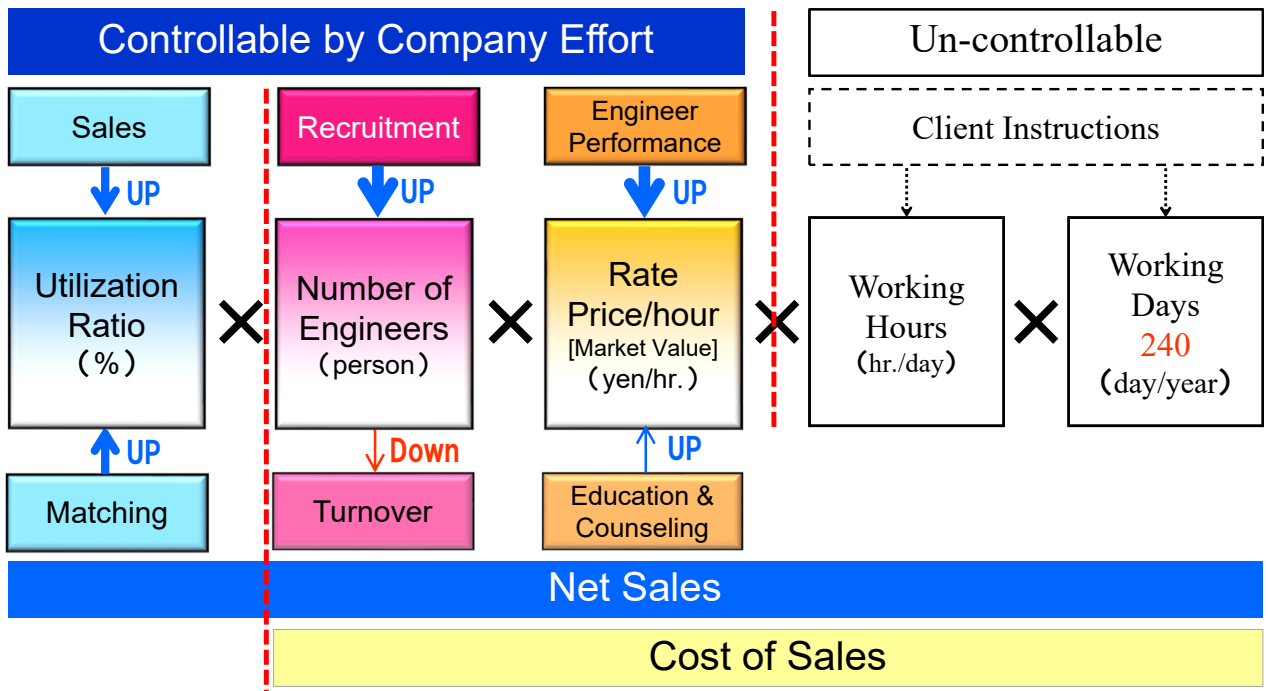 Controllable by Company Effort
Un-controllable
Sales
Recruitment
Engineer
Performance
Client Instructions
UP
UP
UP
Utilization
Ratio
(%)
×
Number of
Engineers
(person)
×
Rate
Price/hour
[Market Value]
(yen/hr.)
×
Working
Hours
(hr./day)
×
Working
Days
240
(day/year)
UP
Down
UP
Matching
Turnover
Education &
Counseling
Net Sales
Cost of Sales